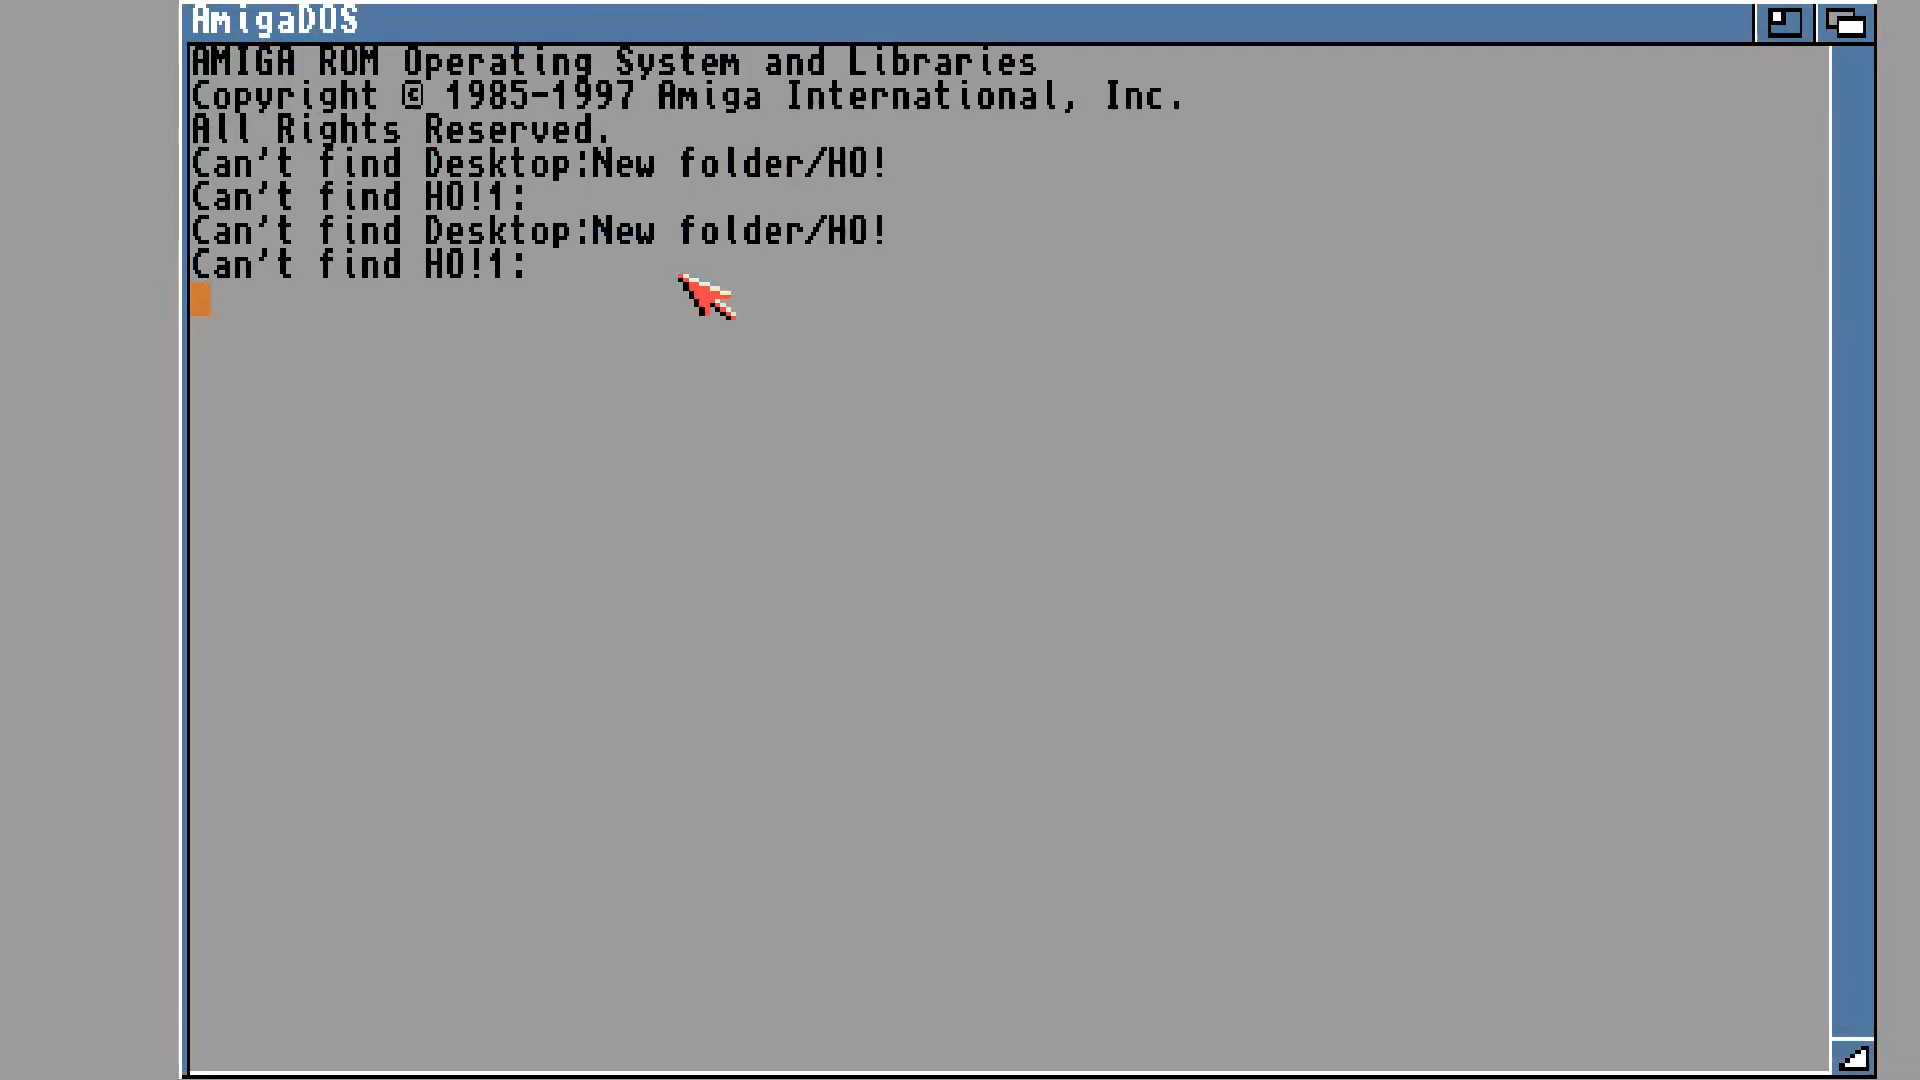 AmigaDOS
AMIGA ROM Operating System and Libraries
Copyright © 1985-1997 Amiga International, Inc.
All Rights Reserved.
Can't find Desktop:New folder/HO!
Can't find HO!1:
Can't find Desktop:New folder/HO!
Can't find HO!1: